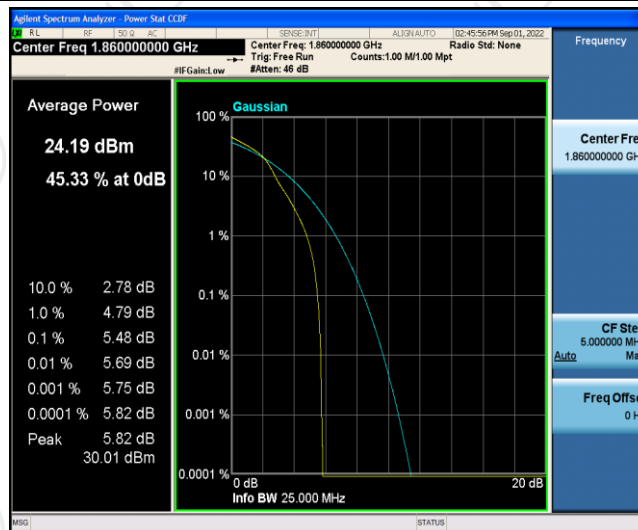 Agilent Spectrum Analyzer - Power Stat CCDF
RL RF 50 Ω AC SENSE:INT ALIGN AUTO 02:45:56 PM Sep 01, 2022
Center Freq 1.860000000 GHz
Center Freq: 1.860000000 GHz Radio Std: None
Trig: Free Run Counts:1.00 M/1.00 Mpt
#IFGain:Low #Atten: 46 dB
Frequency
Average Power
24.19 dBm
45.33 % at 0dB
10.0 % 2.78 dB
1.0 % 4.79 dB
0.1 % 5.48 dB
0.01 % 5.69 dB
0.001 % 5.75 dB
0.0001 % 5.82 dB
Peak 5.82 dB
30.01 dBm
Gaussian
100 %
10 %
1 %
0.1 %
0.01 %
0.001 %
0.0001 %
0 dB 20 dB
Info BW 25.000 MHz
Center Fre
1.860000000 GH
CF Ste
5.000000 MH
Auto Ma
Freq Offse
0 H
MSG STATUS